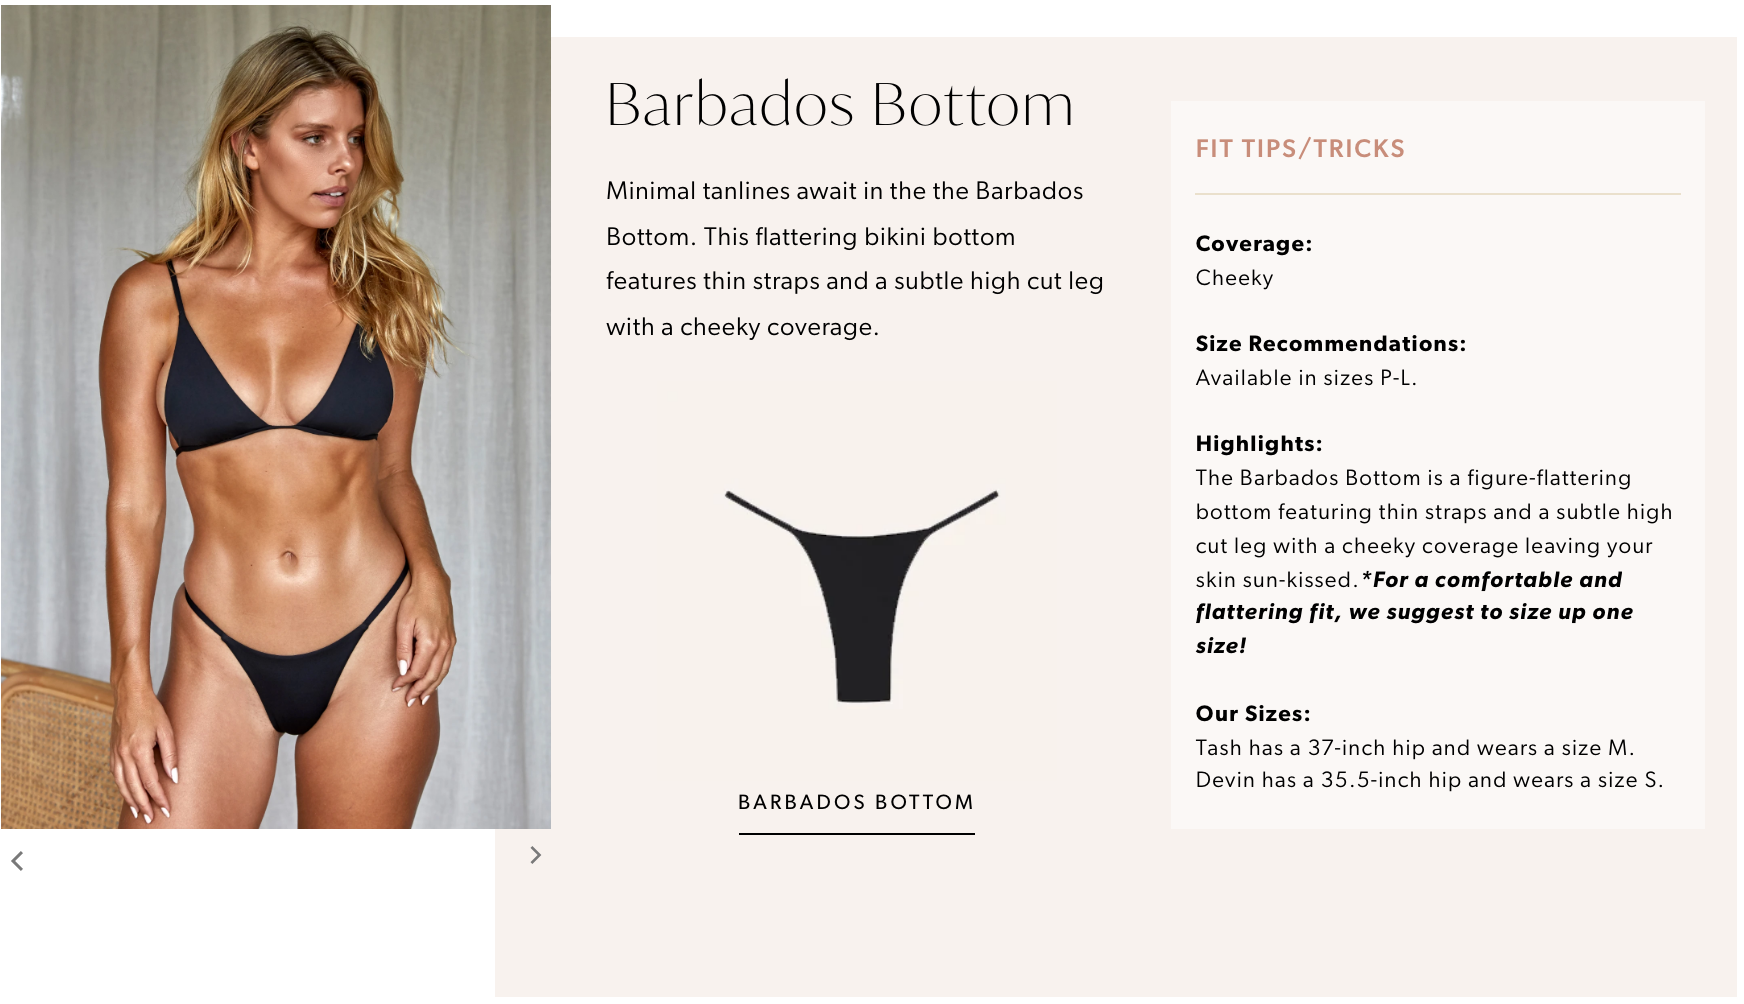 Barbados Bottom
Minimal tanlines await in the the Barbados
Bottom. This flattering bikini bottom
features thin straps and a subtle high cut leg
with a cheeky coverage.
BARBADOS BOTTOM
FIT TIPS/TRICKS
Coverage:
Cheeky
Size Recommendations:
Available in sizes P-L.
Highlights:
The Barbados Bottom is a figure-flattering
bottom featuring thin straps and a subtle high
cut leg with a cheeky coverage leaving your
skin sun-kissed.*For a comfortable and
flattering fit, we suggest to size up one
size!
Our Sizes:
Tash has a 37-inch hip and wears a size M.
Devin has a 35.5-inch hip and wears a size S.